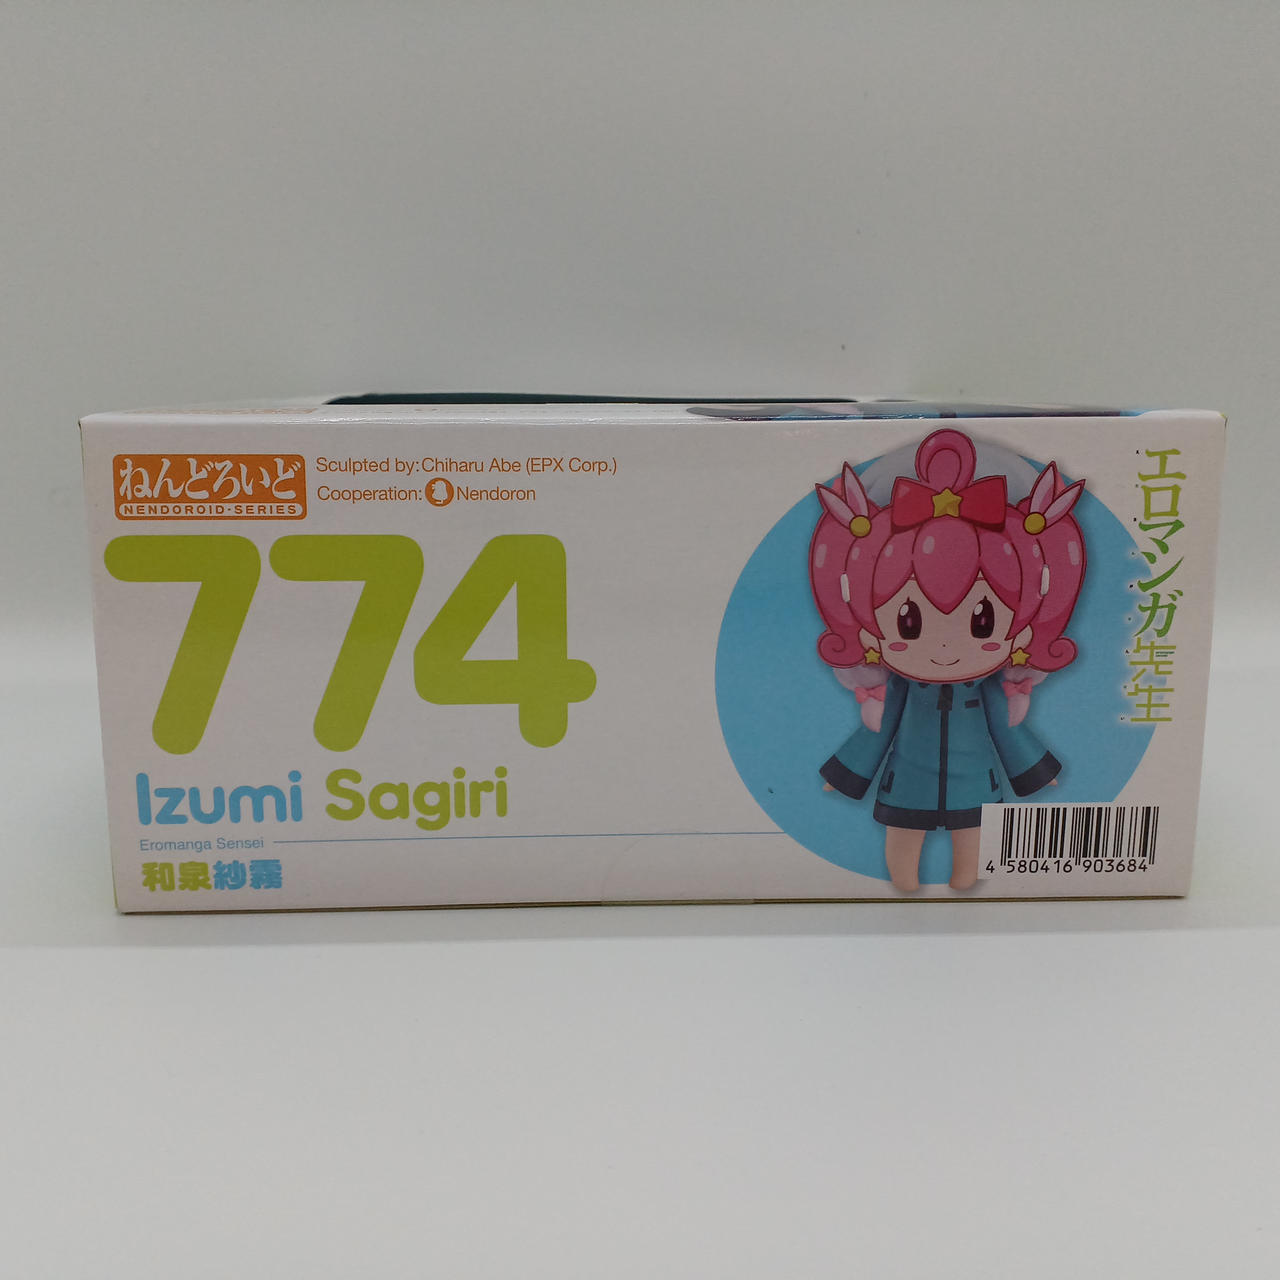 ねんどろいど
NENDOROID·SERIES
Sculpted by: Chiharu Abe (EPX Corp.)
Cooperation: Nendoron
774
Izumi Sagiri
Eromanga Sensei
和泉紗霧
エロマンガ先生
4 580416 903684